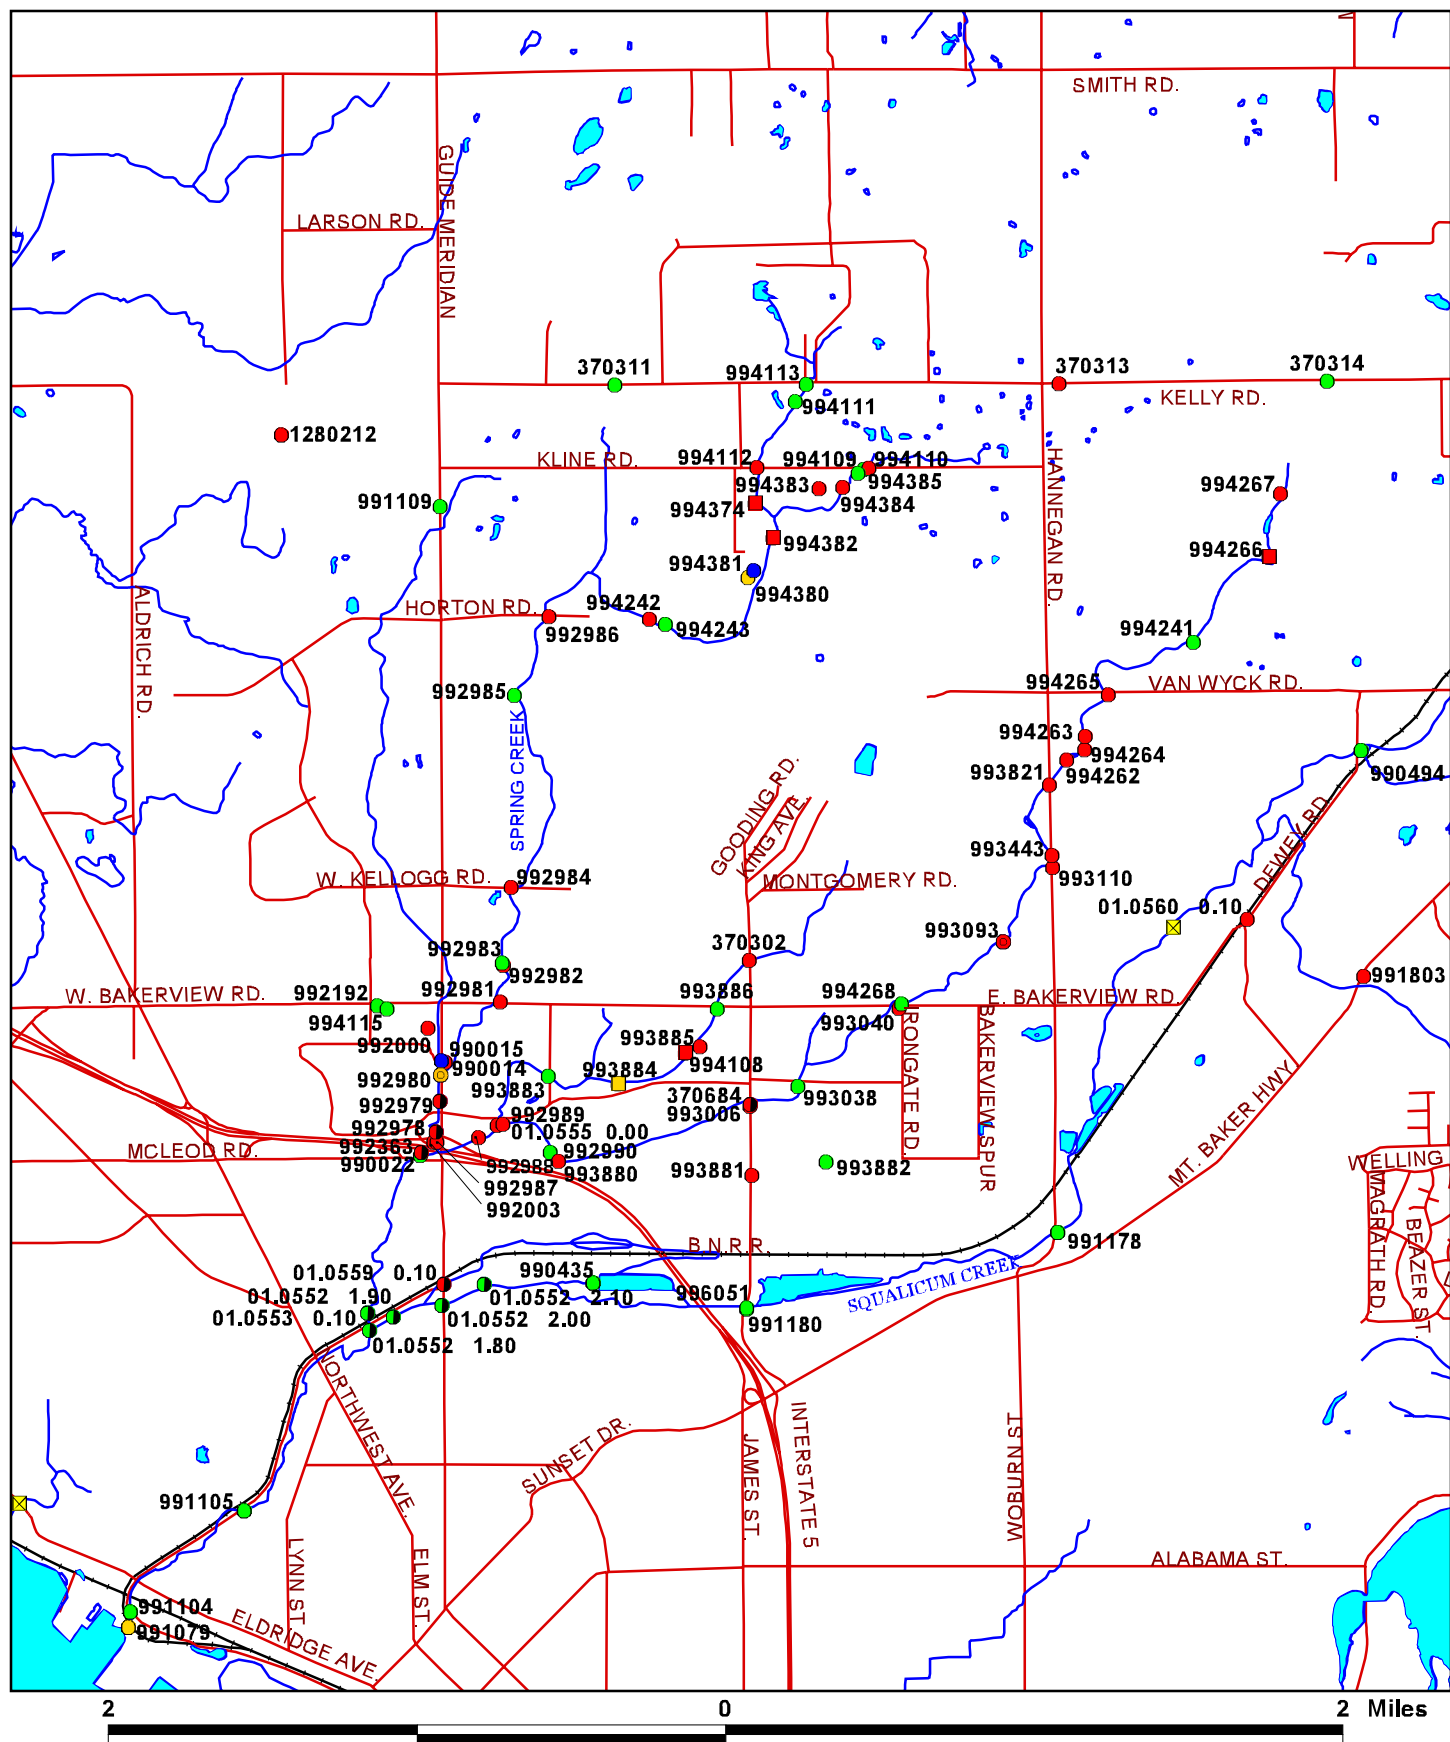 SMITH RD.
GUIDE MERIDIAN
LARSON RD.
370311
994113
370313
370314
994111
KELLY RD.
1280212
KLINE RD.
994112
994109
994110
HANNEGAN RD.
994383
994385
994267
991109
994374
994384
994382
994266
994381
994380
ALDRICH RD.
HORTON RD.
994242
992986
994243
994241
992985
994265
VAN WYCK RD.
SPRING CREEK
994263
994264
994262
993821
990494
GOODING RD.
KING AVE.
DEWEY RD.
993443
993110
W. KELLOGG RD.
992984
MONTGOMERY RD.
01.0560 0.10
993093
992983
992982
370302
991803
W. BAKERVIEW RD.
992192
992981
993886
994268
E. BAKERVIEW RD.
994115
993040
992000
990015
993885
994108
990014
992980
993883
993884
IRONGATE RD.
BAKERVIEW SPUR
992979
370684
993006
993038
MT. BAKER HWY
992978
992989
01.0555 0.00
MCLEOD RD.
992363
990022
992988
992990
993880
993881
993882
WELLING
992987
992003
MAGRATH RD.
BEAZER ST.
B.N.R.R.
991178
01.0559 0.10
990435
SQUALICUM CREEK
01.0552 1.90
01.0552 2.10
996051
01.0553 0.10
01.0552 2.00
991180
01.0552 1.80
NORTHWEST AVE.
SUNSET DR.
JAMES ST.
INTERSTATE 5
WOBURN ST
991105
LYNN ST.
ELM ST.
ALABAMA ST.
991104
991079
ELDRIDGE AVE.
2 0 2 Miles